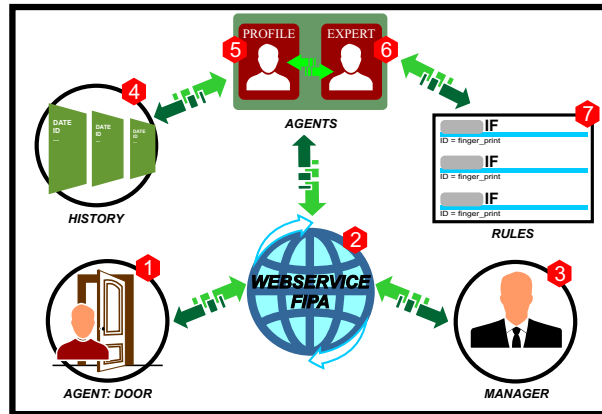 5
PROFILE
EXPERT
6
AGENTS
4
DATE
ID
...
DATE
ID
...
DATE
ID
...
HISTORY
7
IF
ID = finger_print
IF
ID = finger_print
IF
ID = finger_print
RULES
1
AGENT: DOOR
2
WEBSERVICE
FIPA
3
MANAGER